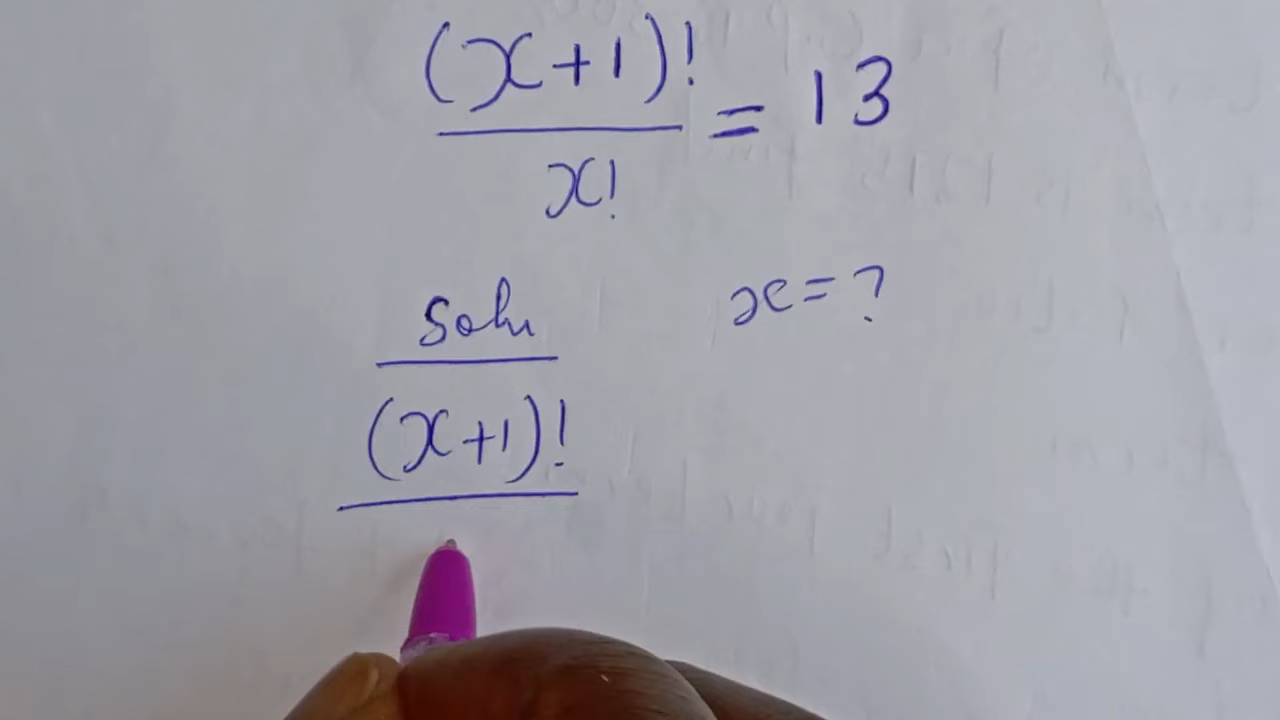 (x+1)!
x!
= 13
Soln
x = ?
(x+1)!